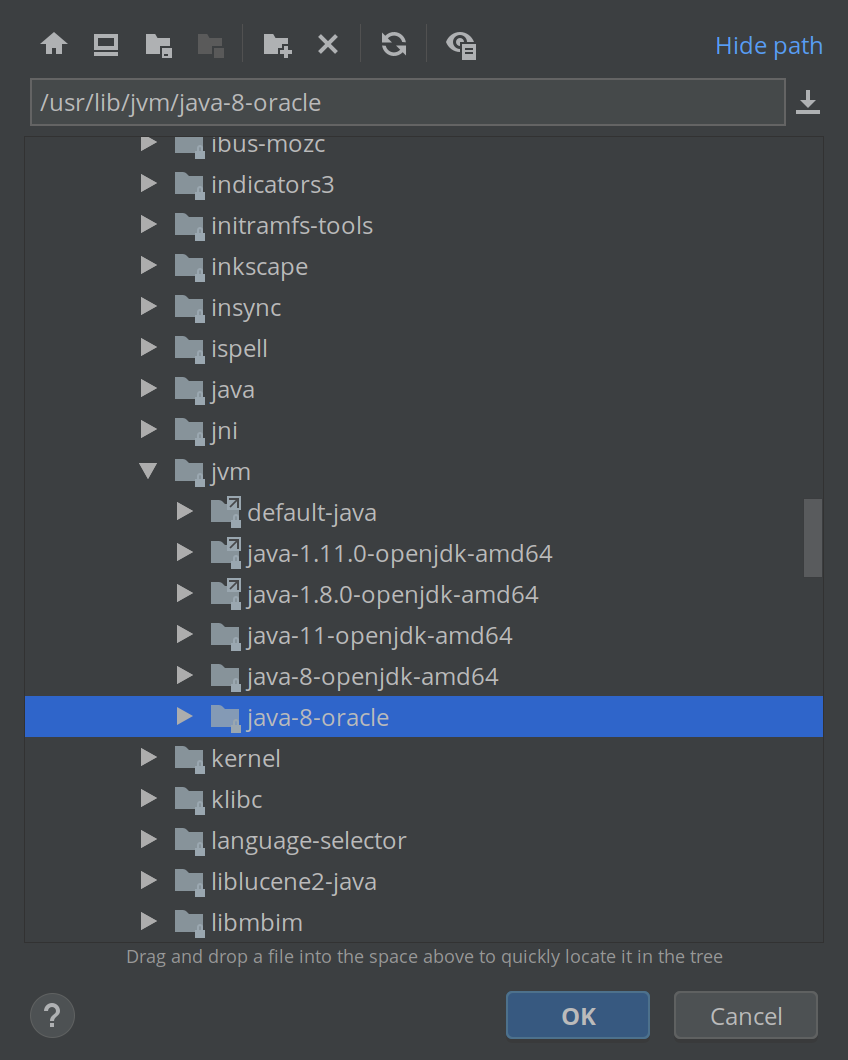 Hide path
/usr/lib/jvm/java-8-oracle
ibus-mozc
indicators3
initramfs-tools
inkscape
insync
ispell
java
jni
jvm
default-java
java-1.11.0-openjdk-amd64
java-1.8.0-openjdk-amd64
java-11-openjdk-amd64
java-8-openjdk-amd64
java-8-oracle
kernel
klibc
language-selector
liblucene2-java
libmbim
Drag and drop a file into the space above to quickly locate it in the tree
? OK Cancel